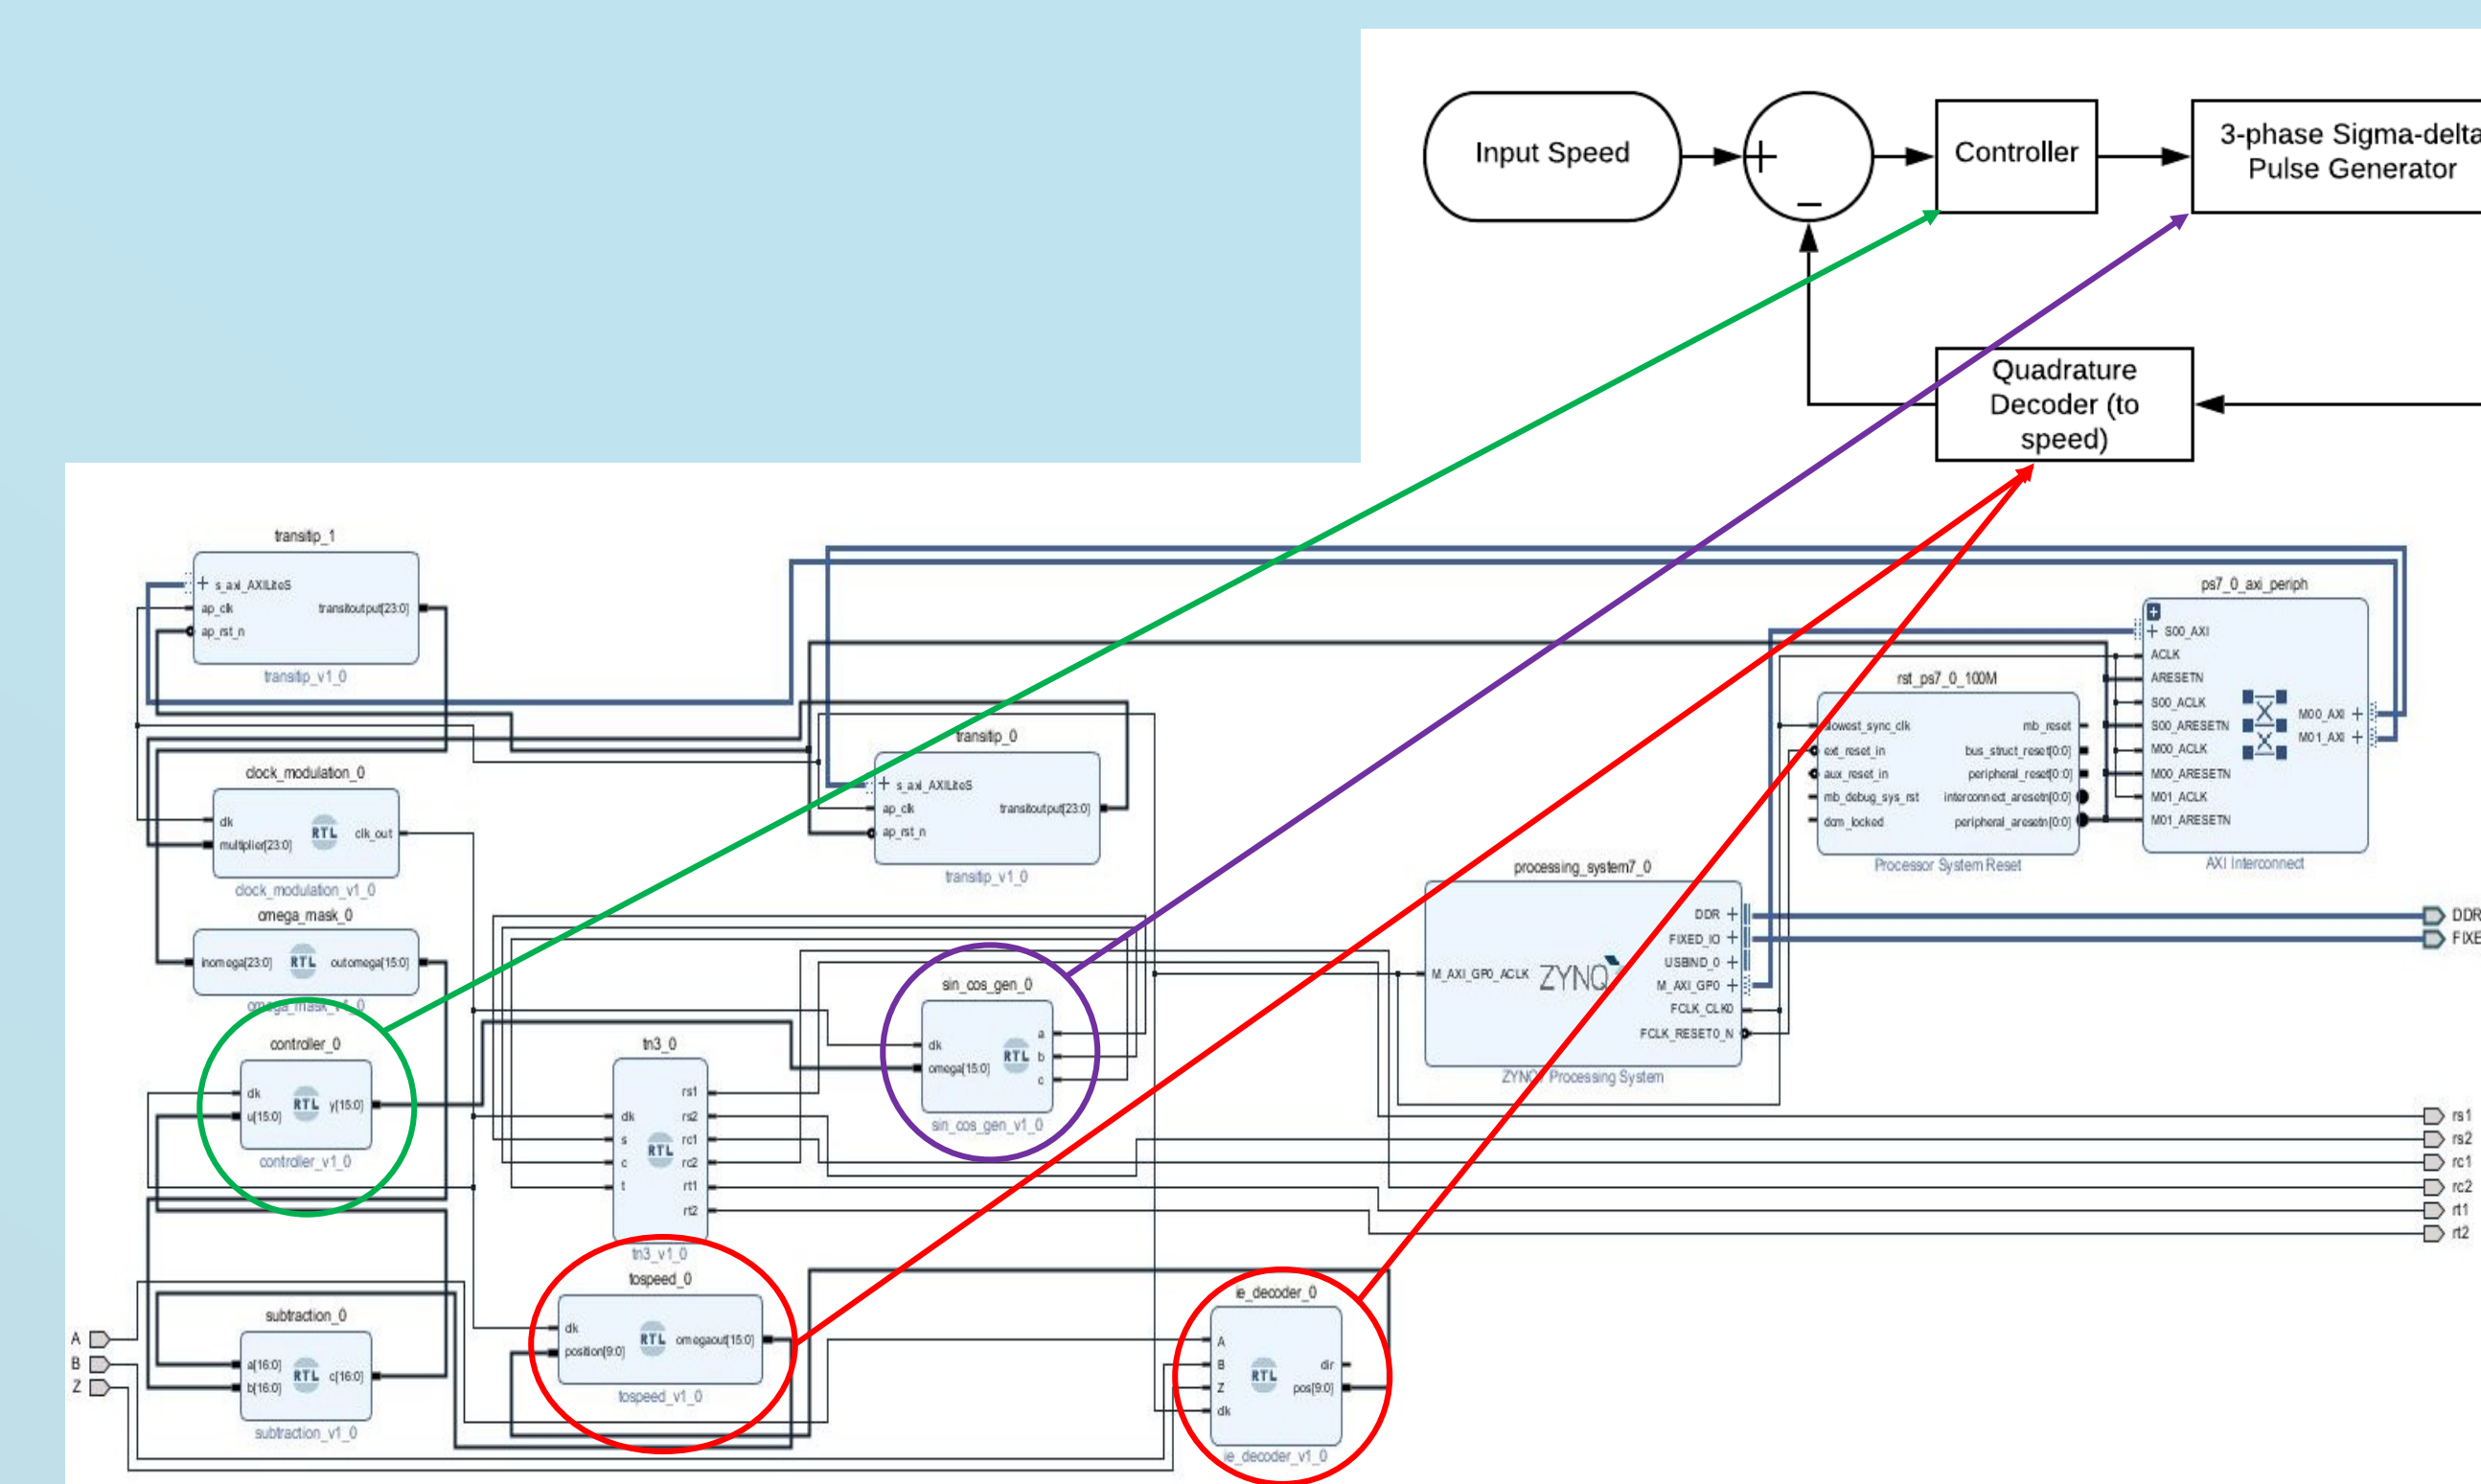 Input Speed
+
−
Controller
3-phase Sigma-delta
Pulse Generator
Quadrature
Decoder (to
speed)
transitip_1
s_axi_AXILiteS
ap_clk
ap_rst_n
transitoutput[23:0]
transitip_v1_0
clock_modulation_0
clk
multiplier[23:0]
RTL
clk_out
clock_modulation_v1_0
omega_mask_0
inomega[23:0]
RTL
outomega[15:0]
omega_mask_v1_0
controller_0
clk
u[15:0]
RTL
y[15:0]
controller_v1_0
subtraction_0
a[16:0]
b[16:0]
RTL
c[16:0]
subtraction_v1_0
A
B
Z
transitip_0
s_axi_AXILiteS
ap_clk
ap_rst_n
transitoutput[23:0]
transitip_v1_0
sin_cos_gen_0
clk
omega[15:0]
RTL
a
b
c
sin_cos_gen_v1_0
tn3_0
clk
s
c
t
RTL
rs1
rs2
rc1
rc2
rt1
rt2
tn3_v1_0
tospeed_0
clk
position[9:0]
RTL
omegaout[15:0]
tospeed_v1_0
ie_decoder_0
A
B
Z
clk
RTL
dir
pos[9:0]
ie_decoder_v1_0
processing_system7_0
M_AXI_GP0_ACLK
ZYNQ
DDR
FIXED_IO
USBIND_0
M_AXI_GP0
FCLK_CLK0
FCLK_RESET0_N
ZYNQ7 Processing System
rst_ps7_0_100M
slowest_sync_clk
ext_reset_in
aux_reset_in
mb_debug_sys_rst
dcm_locked
mb_reset
bus_struct_reset[0:0]
peripheral_reset[0:0]
interconnect_aresetn[0:0]
peripheral_aresetn[0:0]
Processor System Reset
ps7_0_axi_periph
S00_AXI
ACLK
ARESETN
S00_ACLK
S00_ARESETN
M00_ACLK
M00_ARESETN
M01_ACLK
M01_ARESETN
M00_AXI
M01_AXI
AXI Interconnect
DDR
FIXE
rs1
rs2
rc1
rc2
rt1
rt2